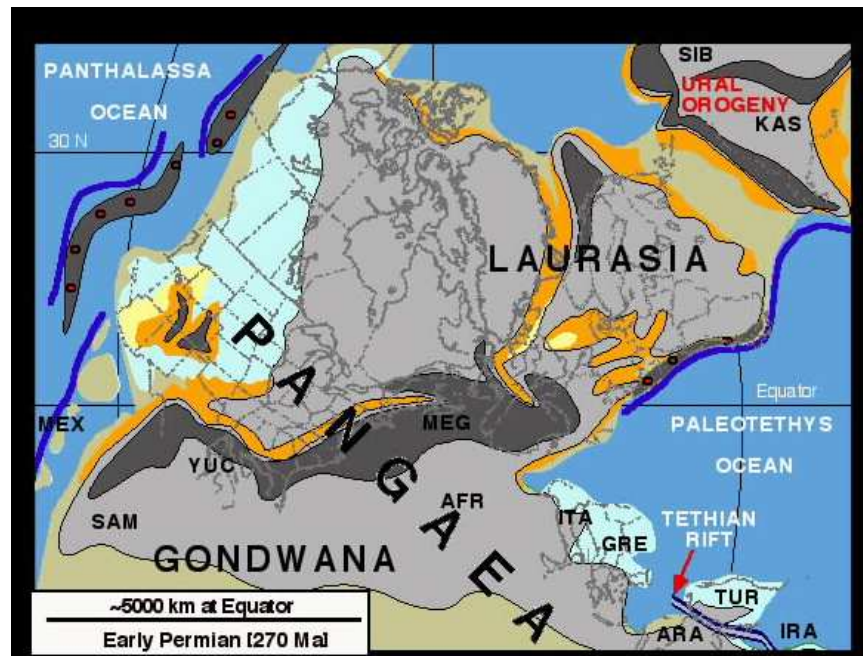 PANTHALASSA
OCEAN
30 N
SIB
URAL
OROGENY
KAS
LAURASIA
PANGAEA
Equator
MEX
MEG
PALEOTETHYS
OCEAN
YUC
AFR
SAM
ITA
TETHIAN
RIFT
GONDWANA
GRE
TUR
ARA
IRA
~5000 km at Equator
Early Permian [270 Ma]